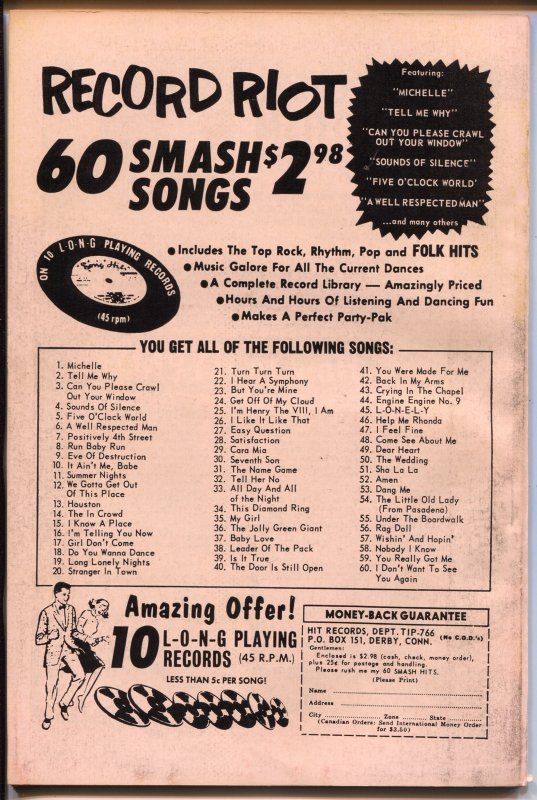 RECORD RIOT
60 SMASH $2 98
SONGS
Featuring:
"MICHELLE"
"TELL ME WHY"
"CAN YOU PLEASE CRAWL
OUT YOUR WINDOW"
"SOUNDS OF SILENCE"
"FIVE O'CLOCK WORLD'
"A WELL RESPECTED MAN"
...and many others
ON 10 L·O·N·G PLAYING RECORDS
(45 rpm)
•Includes The Top Rock, Rhythm, Pop and FOLK HITS
•Music Galore For All The Current Dances
•A Complete Record Library — Amazingly Priced
•Hours And Hours Of Listening And Dancing Fun
•Makes A Perfect Party-Pak
YOU GET ALL OF THE FOLLOWING SONGS:
1. Michelle
2. Tell Me Why
3. Can You Please Crawl
Out Your Window
4. Sounds Of Silence
5. Five O'Clock World
6. A Well Respected Man
7. Positively 4th Street
8. Run Baby Run
9. Eve Of Destruction
10. It Ain't Me, Babe
11. Summer Nights
12. We Gotta Get Out
Of This Place
13. Houston
14. The In Crowd
15. I Know A Place
16. I'm Telling You Now
17. Girl Don't Come
18. Do You Wanna Dance
19. Long Lonely Nights
20. Stranger In Town
21. Turn Turn Turn
22. I Hear A Symphony
23. But You're Mine
24. Get Off Of My Cloud
25. I'm Henry The VIII, I Am
26. I Like It Like That
27. Easy Question
28. Satisfaction
29. Cara Mia
30. Seventh Son
31. The Name Game
32. Tell Her No
33. All Day And All
of the Night
34. This Diamond Ring
35. My Girl
36. The Jolly Green Giant
37. Baby Love
38. Leader Of The Pack
39. Is It True
40. The Door Is Still Open
41. You Were Made For Me
42. Back In My Arms
43. Crying In The Chapel
44. Engine Engine No. 9
45. L-O-N-E-L-Y
46. Help Me Rhonda
47. I Feel Fine
48. Come See About Me
49. Dear Heart
50. The Wedding
51. Sha La La
52. Amen
53. Dang Me
54. The Little Old Lady
(From Pasadena)
55. Under The Boardwalk
56. Rag Doll
57. Wishin' And Hopin'
58. Nobody I Know
59. You Really Got Me
60. I Don't Want To See
You Again
Amazing Offer!
10 L-O-N-G PLAYING
RECORDS (45 R.P.M.)
LESS THAN 5c PER SONG!
MONEY-BACK GUARANTEE
HIT RECORDS, DEPT. TIP-766
P.O. BOX 151, DERBY, CONN. (No C.O.D.'s)
Gentlemen:
Enclosed is $2.98 (cash, check, money order),
plus 25¢ for postage and handling.
Please rush me my 60 SMASH HITS.
(Please Print)
Name
Address
City Zone State
(Canadian Orders: Send International Money Order
for $3.50)